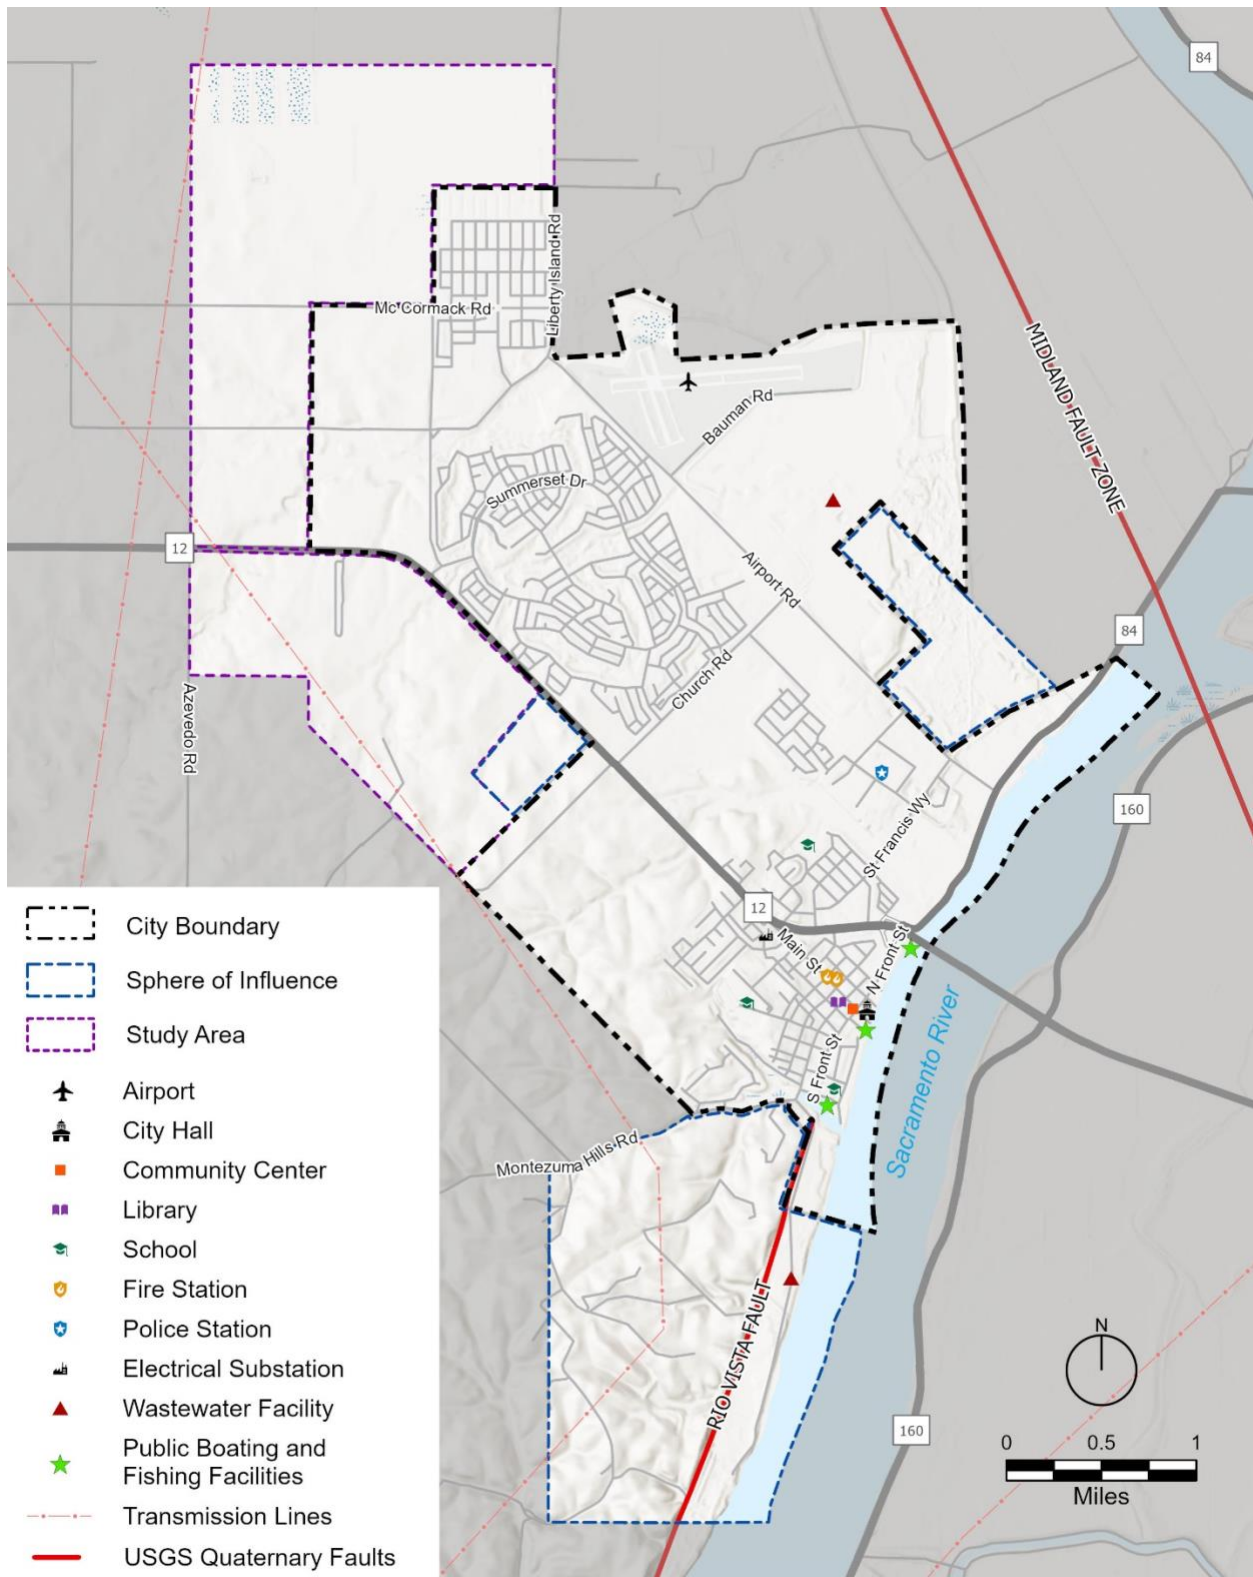 84
Liberty Island Rd
Mc Cormack Rd
MIDLAND FAULT ZONE
Bauman Rd
Summerset Dr
12
Airport Rd
84
Church Rd
Azevedo Rd
160
St Francis Wy
12
Main St
N Front St
Sacramento River
S Front St
Montezuma Hills Rd
RIO VISTA FAULT
160
City Boundary
Sphere of Influence
Study Area
Airport
City Hall
Community Center
Library
School
Fire Station
Police Station
Electrical Substation
Wastewater Facility
Public Boating and
Fishing Facilities
Transmission Lines
USGS Quaternary Faults
N
0 0.5 1
Miles